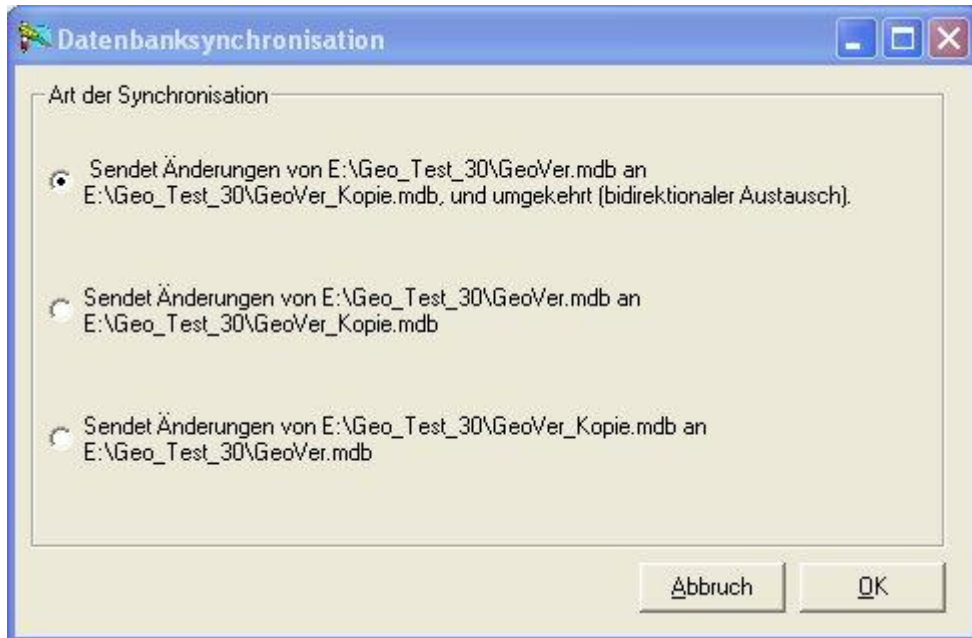 Datenbanksynchronisation
Art der Synchronisation
Sendet Änderungen von E:\Geo_Test_30\GeoVer.mdb an
E:\Geo_Test_30\GeoVer_Kopie.mdb, und umgekehrt (bidirektionaler Austausch).
Sendet Änderungen von E:\Geo_Test_30\GeoVer.mdb an
E:\Geo_Test_30\GeoVer_Kopie.mdb
Sendet Änderungen von E:\Geo_Test_30\GeoVer_Kopie.mdb an
E:\Geo_Test_30\GeoVer.mdb
Abbruch OK